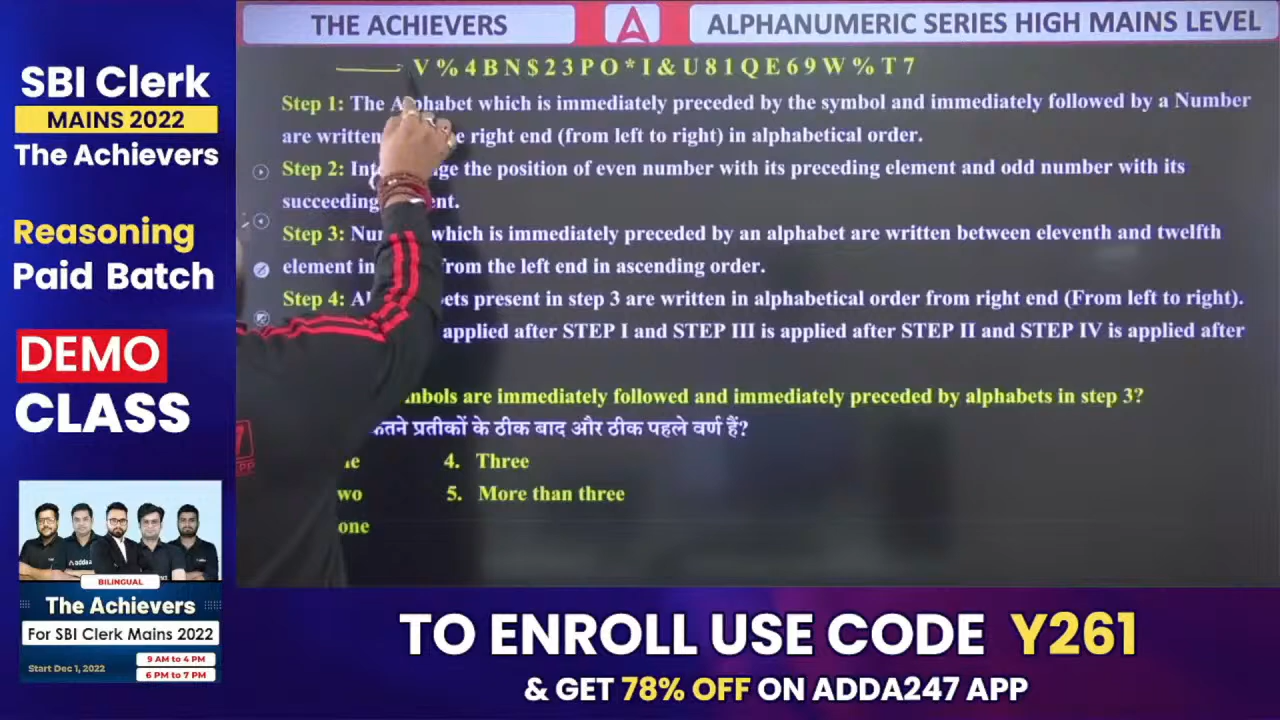 THE ACHIEVERS
ALPHANUMERIC SERIES HIGH MAINS LEVEL
V % 4 B N $ 2 3 P O * I & U 8 1 Q E 6 9 W % T 7
Step 1: The Alphabet which is immediately preceded by the symbol and immediately followed by a Number
are written right end (from left to right) in alphabetical order.
Step 2: the position of even number with its preceding element and odd number with its
succeeding
Step 3: which is immediately preceded by an alphabet are written between eleventh and twelfth
element in from the left end in ascending order.
Step 4: present in step 3 are written in alphabetical order from right end (From left to right).
applied after STEP I and STEP III is applied after STEP II and STEP IV is applied after
are immediately followed and immediately preceded by alphabets in step 3?
प्रतीकों के ठीक बाद और ठीक पहले वर्ण हैं?
4. Three
5. More than three
SBI Clerk
MAINS 2022
The Achievers
Reasoning
Paid Batch
DEMO
CLASS
BILINGUAL
The Achievers
For SBI Clerk Mains 2022
Start Dec 1, 2022
9 AM to 4 PM
6 PM to 7 PM
TO ENROLL USE CODE Y261
& GET 78% OFF ON ADDA247 APP